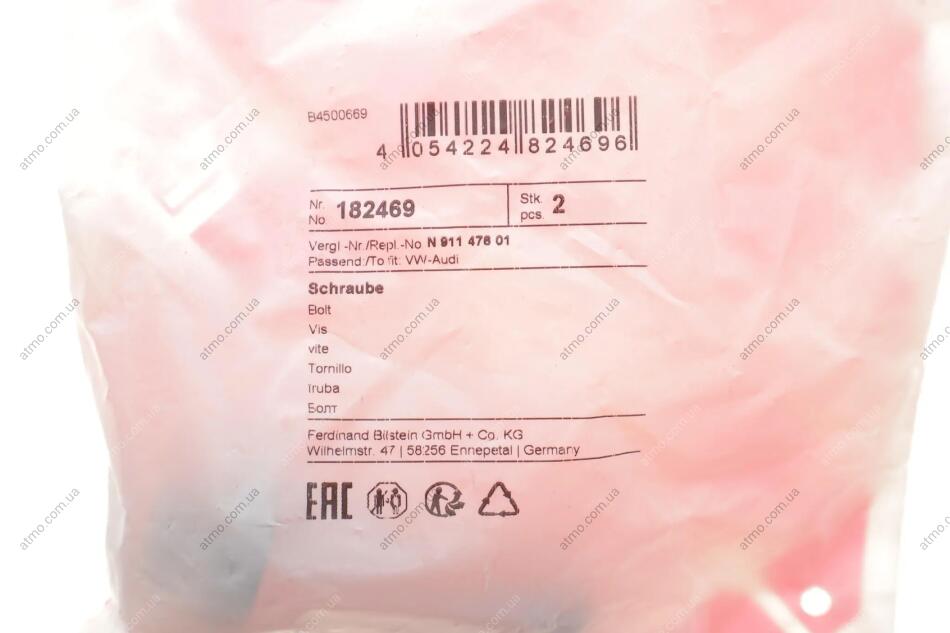 B4500669
4 054224 824696
Nr. No 182469 Stk. pcs. 2
Vergl.-Nr./Repl.-No N 911 476 01
Passend:/To fit: VW-Audi
Schraube
Bolt
Vis
vite
Tornillo
Iruba
Болт
Ferdinand Bilstein GmbH + Co. KG
Wilhelmstr. 47 | 58256 Ennepetal | Germany
EAC
atmo.com.ua